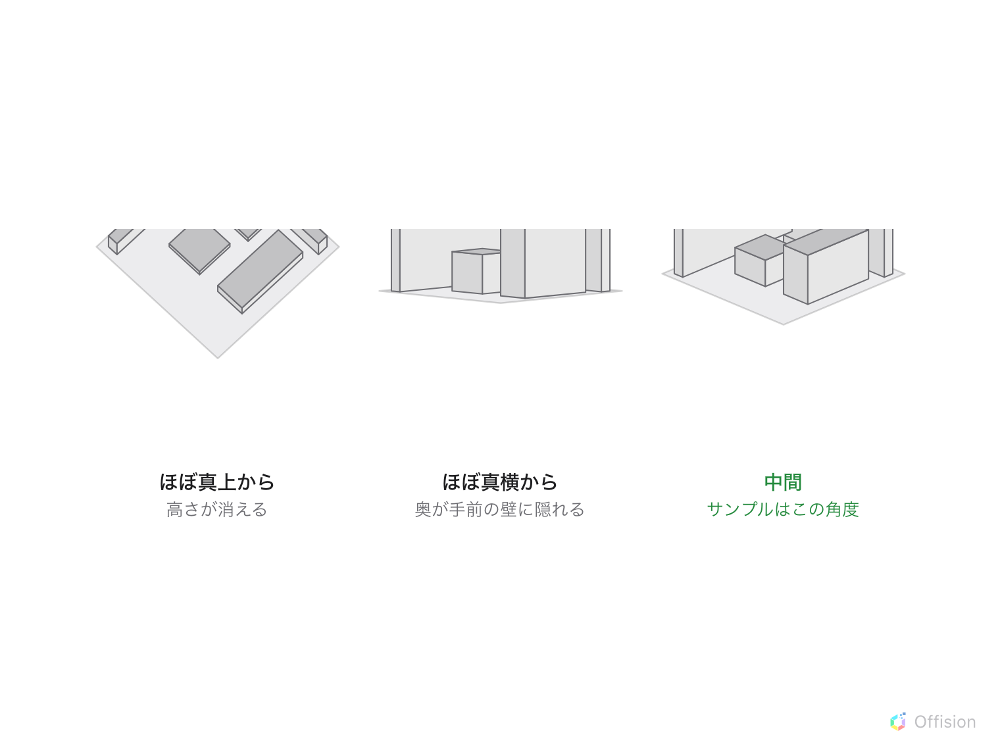 ほぼ真上から
高さが消える
ほぼ真横から
奥が手前の壁に隠れる
中間
サンプルはこの角度
Offision